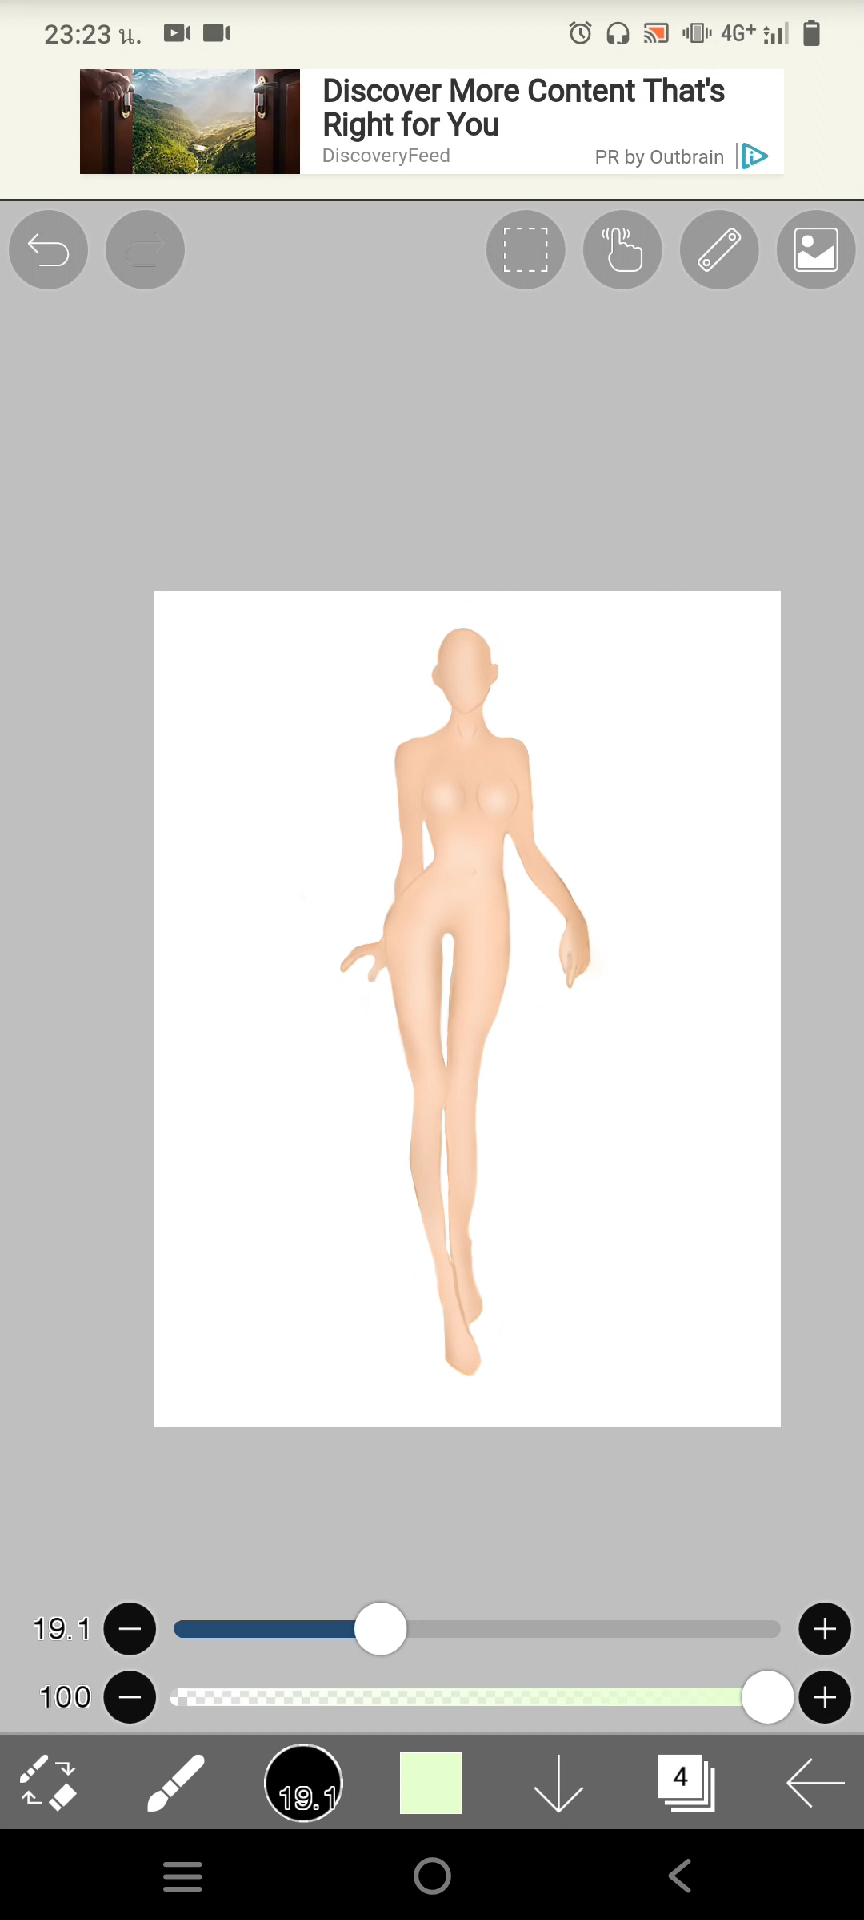 23:23 น.
4G+
Discover More Content That's
Right for You
DiscoveryFeed
PR by Outbrain
19.1
100
19.1
4